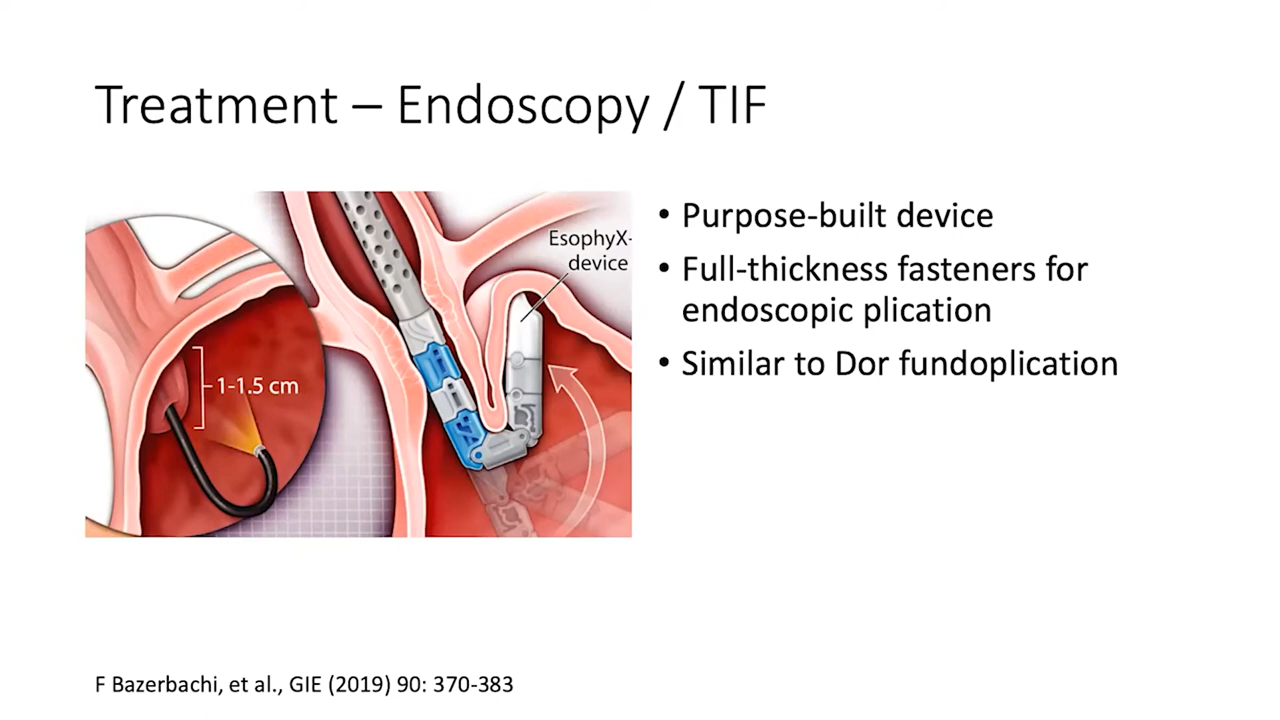 Treatment – Endoscopy / TIF
EsophyX-
device
1-1.5 cm
• Purpose-built device
• Full-thickness fasteners for
endoscopic plication
• Similar to Dor fundoplication
F Bazerbachi, et al., GIE (2019) 90: 370-383